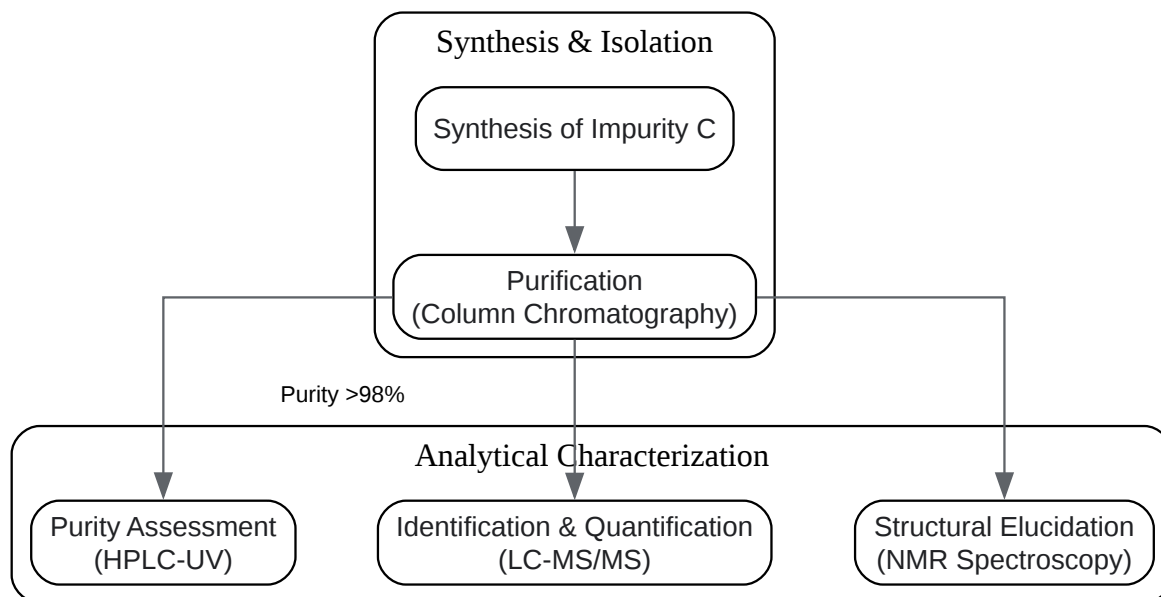 Synthesis & Isolation
Synthesis of Impurity C
Purification
(Column Chromatography)
Purity >98%
Analytical Characterization
Purity Assessment
(HPLC-UV)
Identification & Quantification
(LC-MS/MS)
Structural Elucidation
(NMR Spectroscopy)